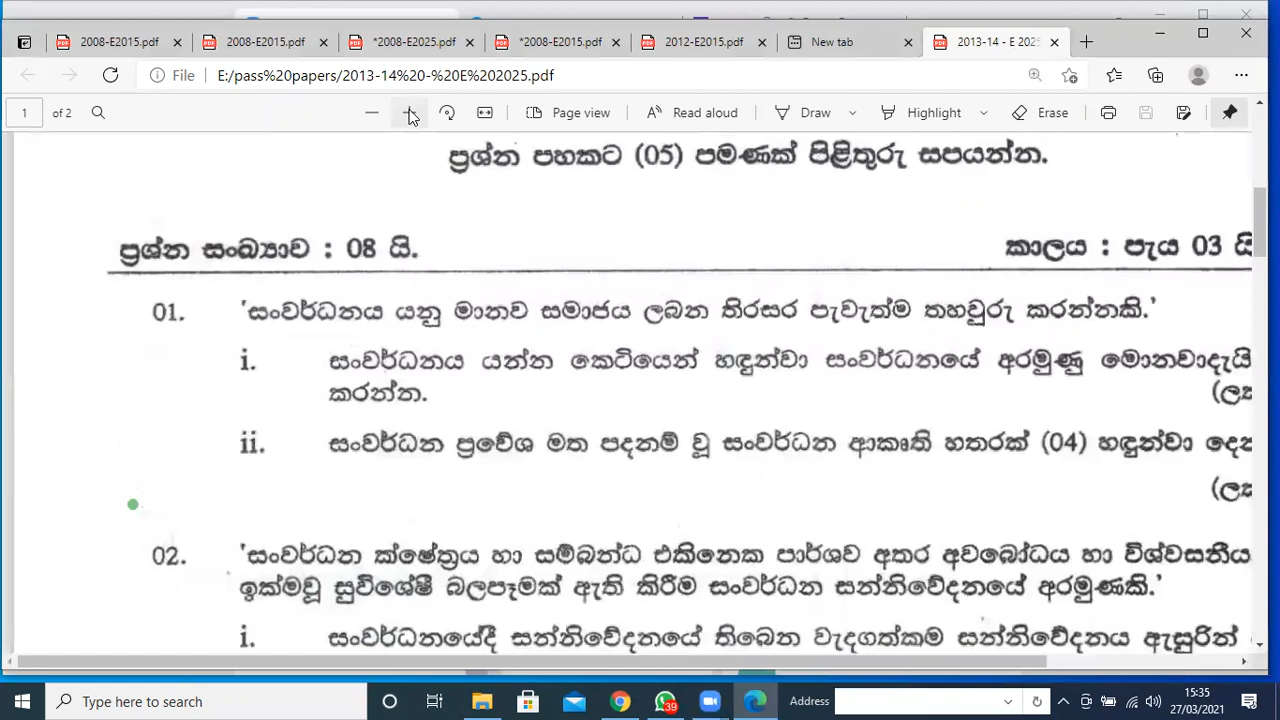 2008-E2015.pdf 2008-E2015.pdf *2008-E2025.pdf *2008-E2015.pdf 2012-E2015.pdf New tab 2013-14 - E 2025
File E:/pass%20papers/2013-14%20-%20E%202025.pdf
1 of 2 Page view Read aloud Draw Highlight Erase
ප්‍රශ්න පහකට (05) පමණක් පිළිතුරු සපයන්න.
ප්‍රශ්න සංඛ්‍යාව : 08 යි. කාලය : පැය 03 යි
01. 'සංවර්ධනය යනු මානව සමාජය ලබන තිරසර පැවැත්ම තහවුරු කරන්නකි.'
i. සංවර්ධනය යන්න කෙටියෙන් හඳුන්වා සංවර්ධනයේ අරමුණු මොනවාදැයි
කරන්න. (ල
ii. සංවර්ධන ප්‍රවේශ මත පදනම් වූ සංවර්ධන ආකෘති හතරක් (04) හඳුන්වා දෙ
(ල
02. 'සංවර්ධන ක්ෂේත්‍රය හා සම්බන්ධ එකිනෙක පාර්ශව අතර අවබෝධය හා විශ්වසනීය
ඉක්මවූ සුවිශේෂී බලපෑමක් ඇති කිරීම සංවර්ධන සන්නිවේදනයේ අරමුණකි.'
i. සංවර්ධනයේදී සන්නිවේදනයේ තිබෙන වැදගත්කම සන්නිවේදනය ඇසුරින්
Type here to search 39 Address 15:35
27/03/2021